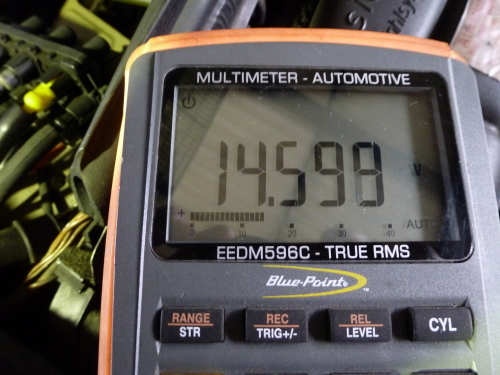 MULTIMETER - AUTOMOTIVE
14.598 V
+
0 10 20 30 40 AUTO
EEDM596C - TRUE RMS
Blue-Point® ™
RANGE REC REL CYL
STR TRIG+/- LEVEL